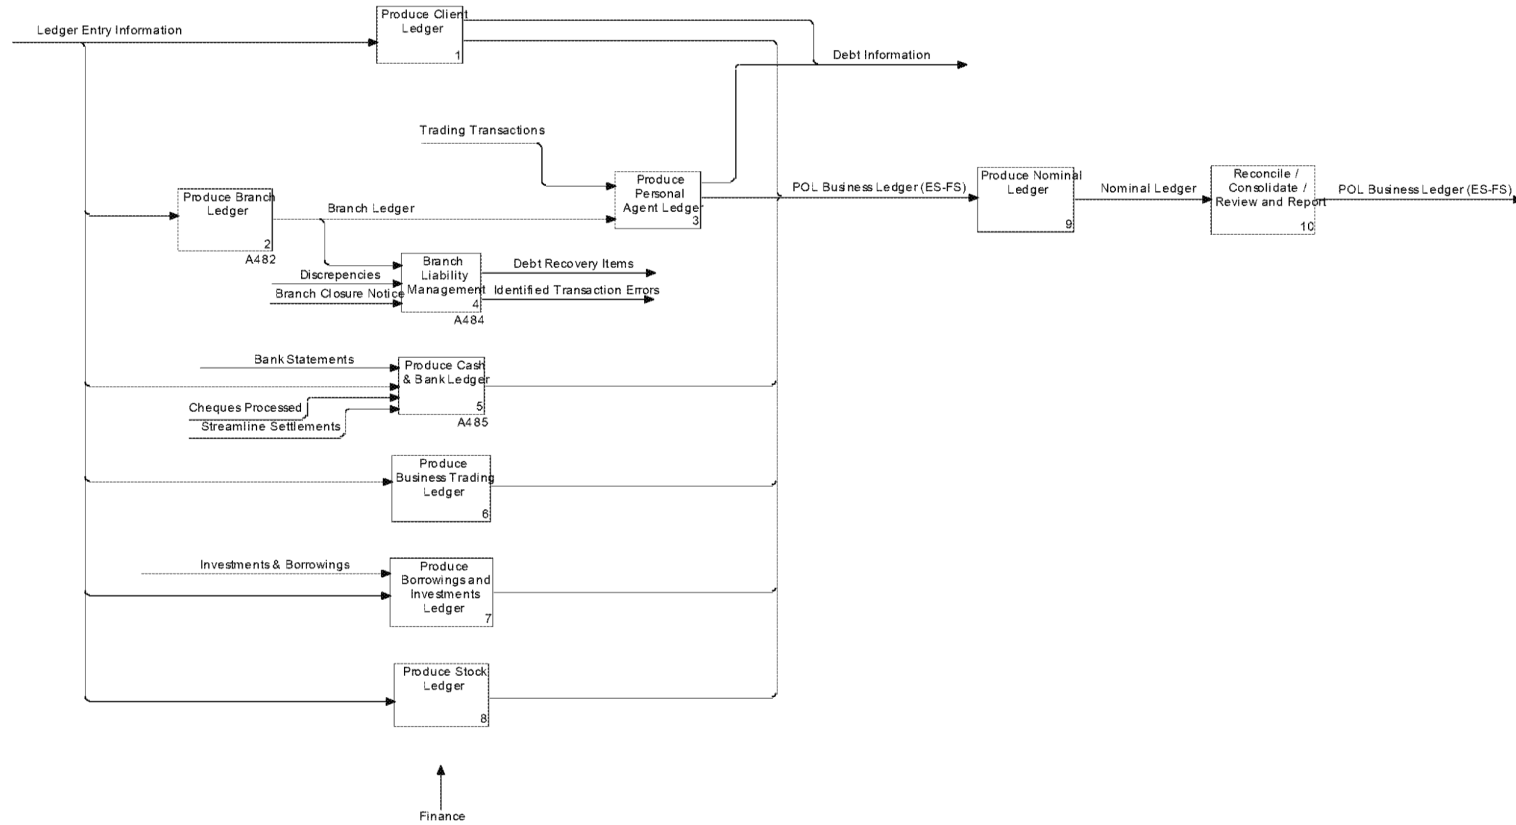 Ledger Entry Information
Produce Client
Ledger
1
Debt Information
Trading Transactions
Produce Branch
Ledger
2
A482
Branch Ledger
Produce
Personal
Agent Ledger
3
POL Business Ledger (ES-FS)
Produce Nominal
Ledger
9
Nominal Ledger
Reconcile /
Consolidate /
Review and Report
10
POL Business Ledger (ES-FS)
Discrepencies
Branch Closure Notice
Branch
Liability
Management
4
A484
Debt Recovery Items
Identified Transaction Errors
Bank Statements
Cheques Processed
Streamline Settlements
Produce Cash
& Bank Ledger
5
A485
Produce
Business Trading
Ledger
6
Investments & Borrowings
Produce
Borrowings and
Investments
Ledger
7
Produce Stock
Ledger
8
Finance